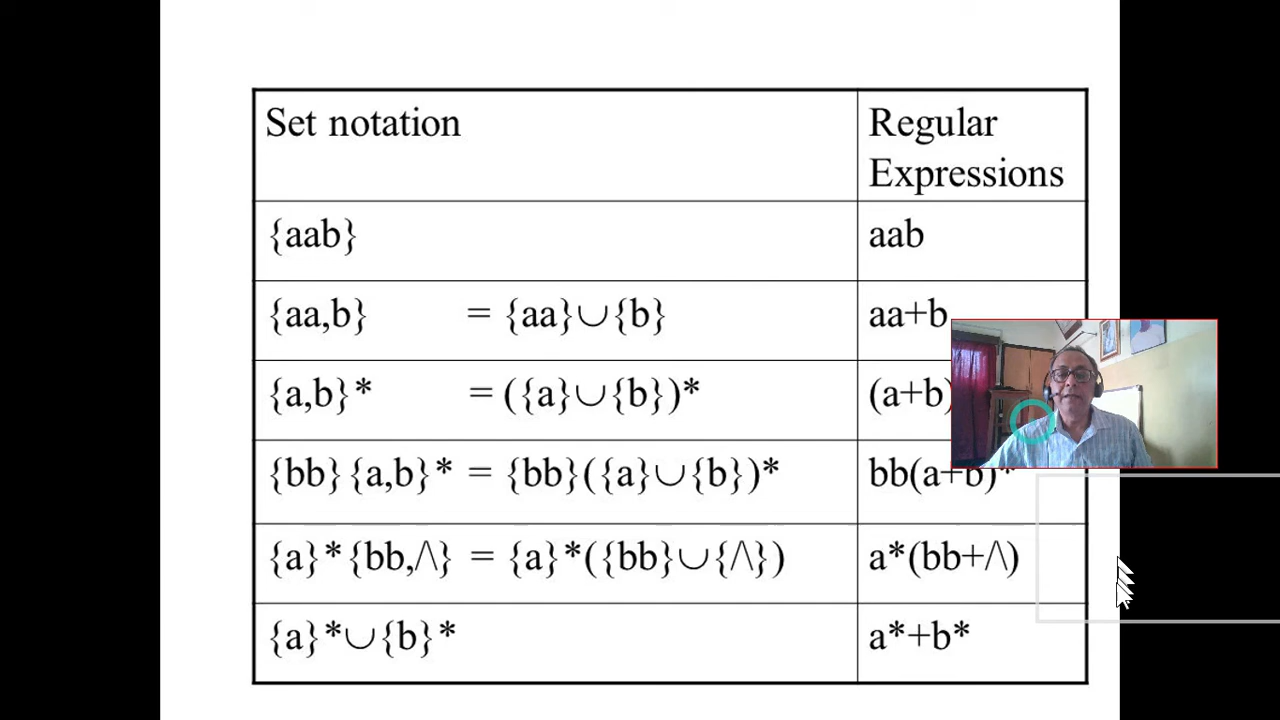 Set notation
Regular
Expressions
{aab}
aab
{aa,b} = {aa}∪{b}
aa+b
{a,b}* = ({a}∪{b})*
(a+b)
{bb}{a,b}* = {bb}({a}∪{b})*
bb(a+b)*
{a}*{bb,/\} = {a}*({bb}∪{/\})
a*(bb+/\)
{a}*∪{b}*
a*+b*